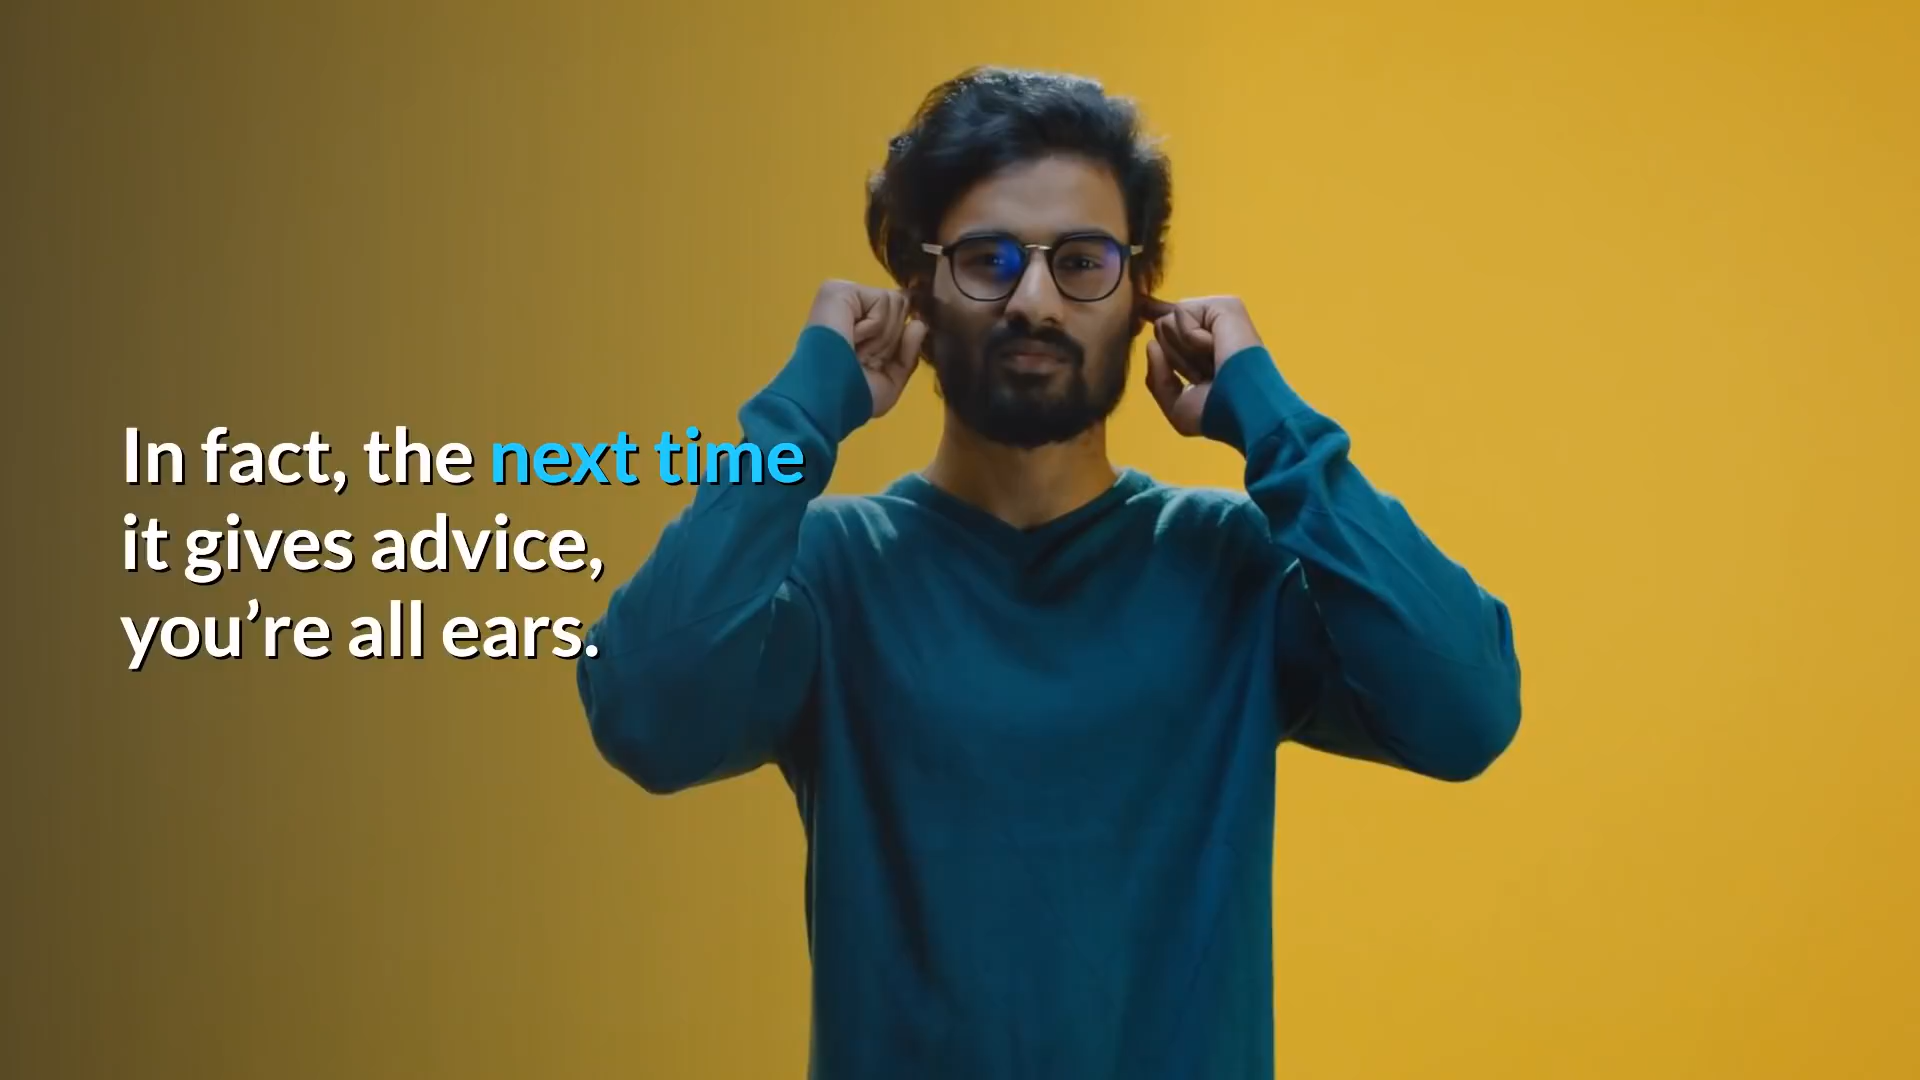 In fact, the next time
it gives advice,
you’re all ears.